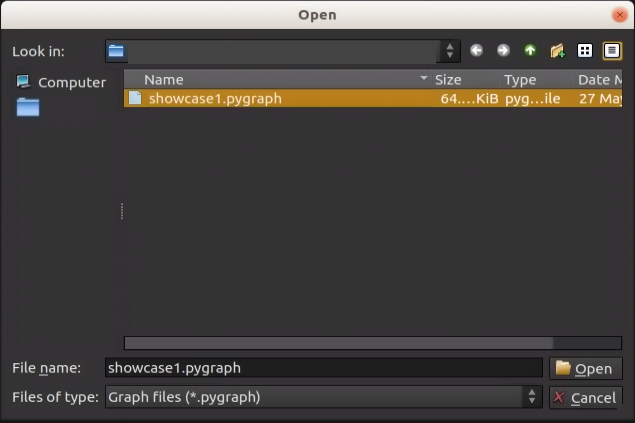 Open
Look in:
Computer
Name Size Type Date M
showcase1.pygraph 64.…KiB pyg…ile 27 May
File name: showcase1.pygraph Open
Files of type: Graph files (*.pygraph) Cancel